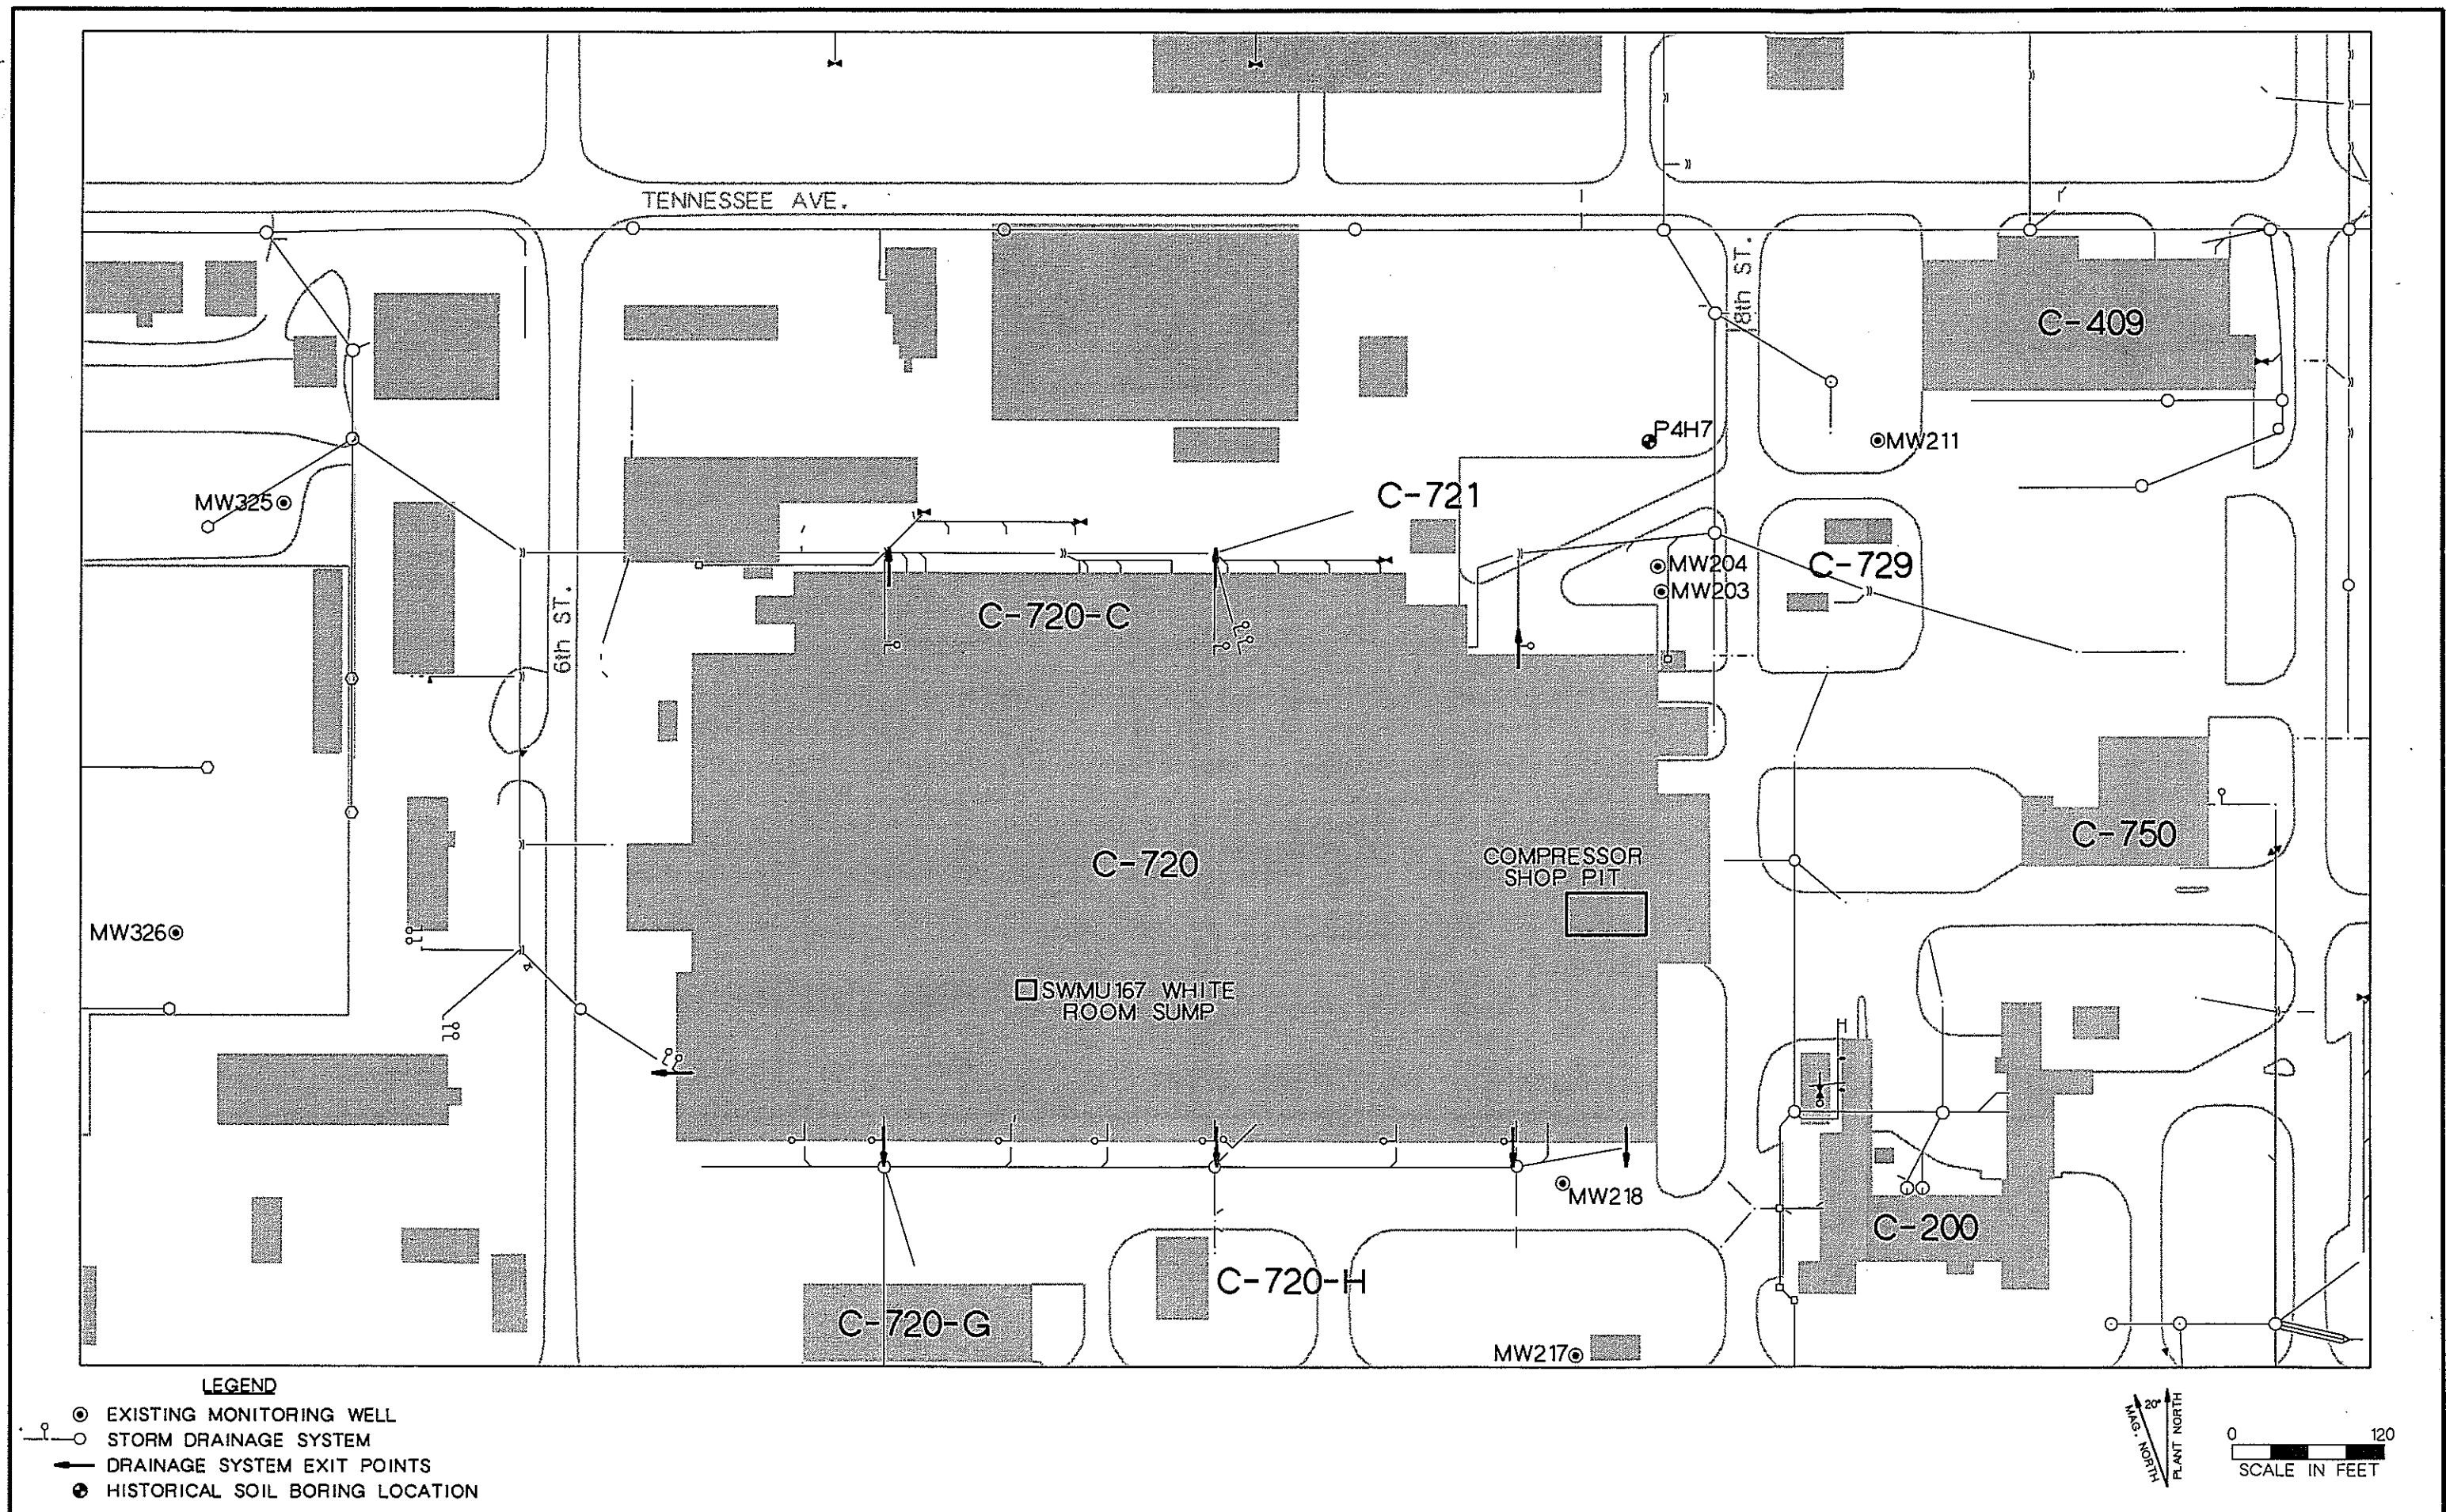 TENNESSEE AVE.
8th ST.
C-409
P4H7
MW211
C-721
MW325
MW204
C-729
MW203
C-720-C
6th ST.
C-750
C-720
COMPRESSOR
SHOP PIT
MW326
SWMU167 WHITE
ROOM SUMP
MW218
C-200
C-720-H
C-720-G
MW217
LEGEND
EXISTING MONITORING WELL
STORM DRAINAGE SYSTEM
DRAINAGE SYSTEM EXIT POINTS
HISTORICAL SOIL BORING LOCATION
20°
MAG. NORTH
PLANT NORTH
0 120
SCALE IN FEET